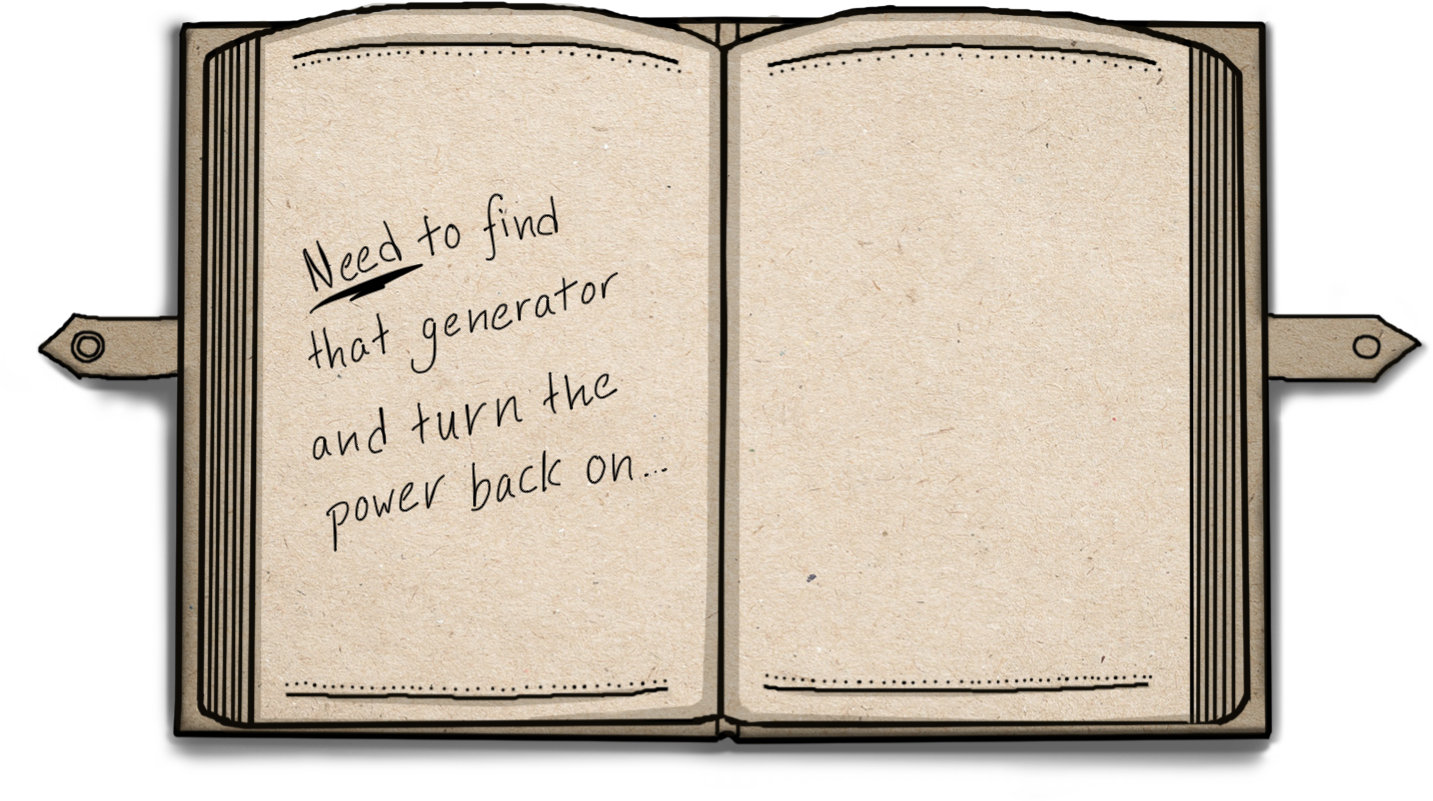 Need to find
that generator
and turn the
power back on...